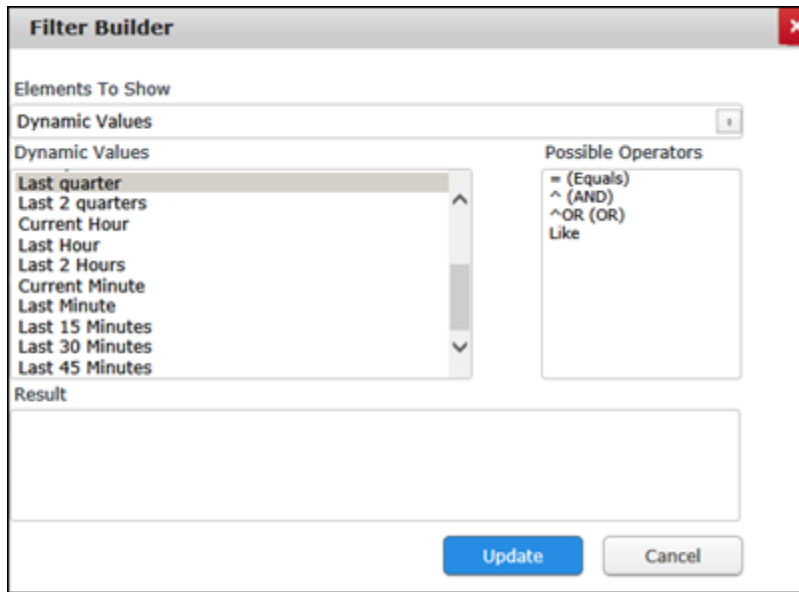 Filter Builder
Elements To Show
Dynamic Values
Dynamic Values
Possible Operators
Last quarter
Last 2 quarters
Current Hour
Last Hour
Last 2 Hours
Current Minute
Last Minute
Last 15 Minutes
Last 30 Minutes
Last 45 Minutes
= (Equals)
^ (AND)
^OR (OR)
Like
Result
Update
Cancel